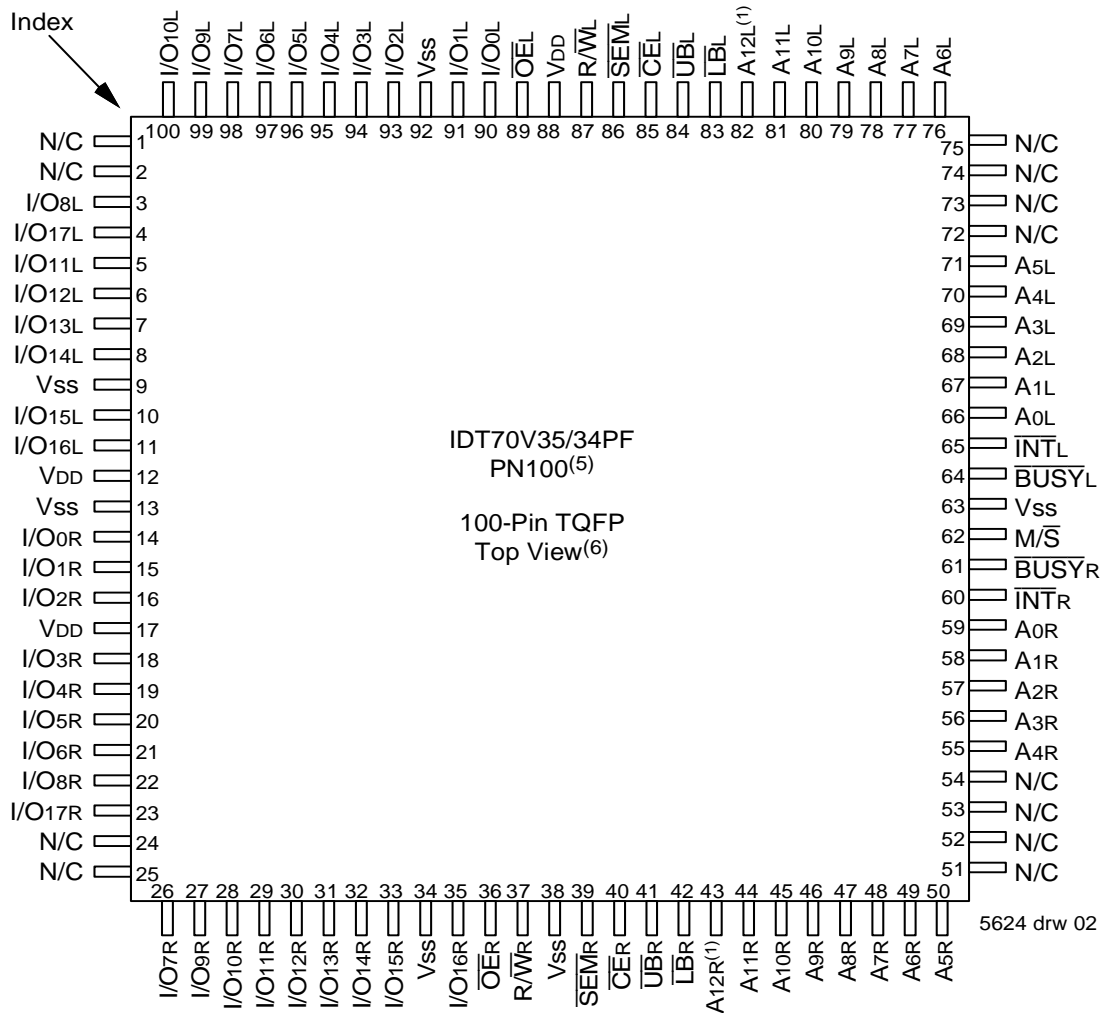 Index
I/O10L
I/O9L
I/O7L
I/O6L
I/O5L
I/O4L
I/O3L
I/O2L
Vss
I/O1L
I/O0L
OEL
VDD
R/WL
SEML
CEL
UBL
LBL
A12L(1)
A11L
A10L
A9L
A8L
A7L
A6L
100 99 98 97 96 95 94 93 92 91 90 89 88 87 86 85 84 83 82 81 80 79 78 77 76
N/C 1
N/C 2
I/O8L 3
I/O17L 4
I/O11L 5
I/O12L 6
I/O13L 7
I/O14L 8
Vss 9
I/O15L 10
I/O16L 11
VDD 12
Vss 13
I/O0R 14
I/O1R 15
I/O2R 16
VDD 17
I/O3R 18
I/O4R 19
I/O5R 20
I/O6R 21
I/O8R 22
I/O17R 23
N/C 24
N/C 25
IDT70V35/34PF
PN100(5)
100-Pin TQFP
Top View(6)
75 N/C
74 N/C
73 N/C
72 N/C
71 A5L
70 A4L
69 A3L
68 A2L
67 A1L
66 A0L
65 INTL
64 BUSYL
63 Vss
62 M/S
61 BUSYR
60 INTR
59 A0R
58 A1R
57 A2R
56 A3R
55 A4R
54 N/C
53 N/C
52 N/C
51 N/C
26 27 28 29 30 31 32 33 34 35 36 37 38 39 40 41 42 43 44 45 46 47 48 49 50
I/O7R
I/O9R
I/O10R
I/O11R
I/O12R
I/O13R
I/O14R
I/O15R
Vss
I/O16R
OER
R/WR
Vss
SEMR
CER
UBR
LBR
A12R(1)
A11R
A10R
A9R
A8R
A7R
A6R
A5R
5624 drw 02